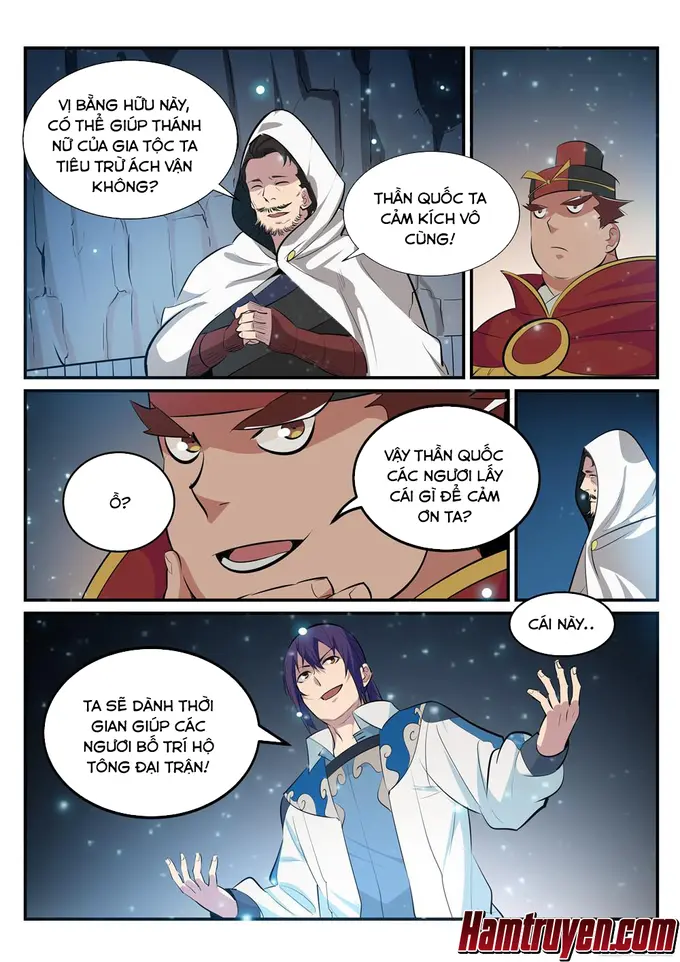 VỊ BẰNG HỮU NÀY,
CÓ THỂ GIÚP THÁNH
NỮ CỦA GIA TỘC TA
TIÊU TRỪ ÁCH VẬN
KHÔNG?
THẦN QUỐC TA
CẢM KÍCH VÔ
CÙNG!
Ồ?
VẬY THẦN QUỐC
CÁC NGƯƠI LẤY
CÁI GÌ ĐỂ CẢM
ƠN TA?
CÁI NÀY..
TA SẼ DÀNH THỜI
GIAN GIÚP CÁC
NGƯƠI BỐ TRÍ HỘ
TÔNG ĐẠI TRẬN!
Hamtruyen.com